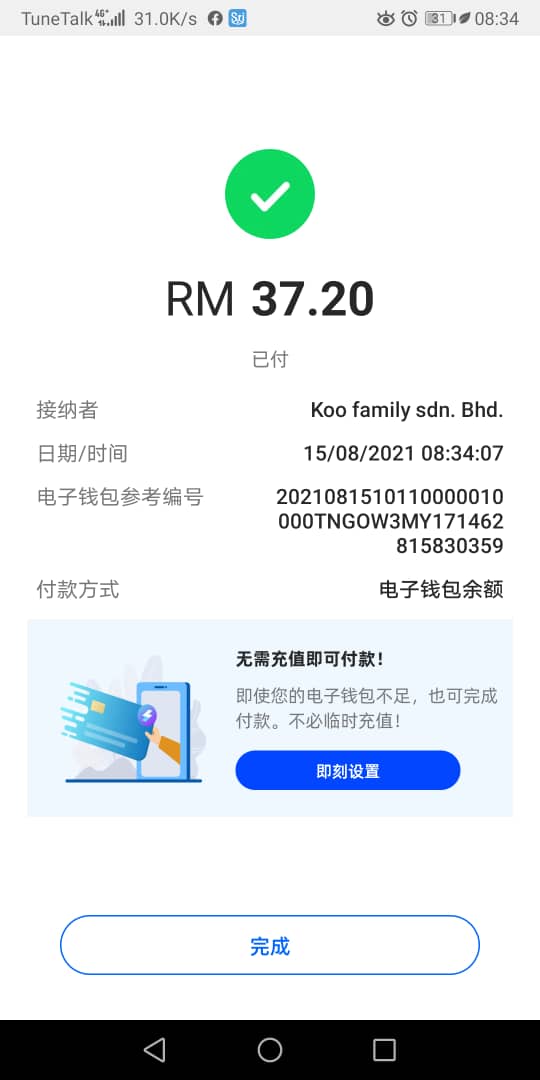 TuneTalk 4G+ 31.0K/s Sri 31 08:34
RM 37.20
已付
接纳者 Koo family sdn. Bhd.
日期/时间 15/08/2021 08:34:07
电子钱包参考编号 2021081510110000010
000TNGOW3MY171462
815830359
付款方式 电子钱包余额
无需充值即可付款！
即使您的电子钱包不足，也可完成
付款。不必临时充值！
即刻设置
完成